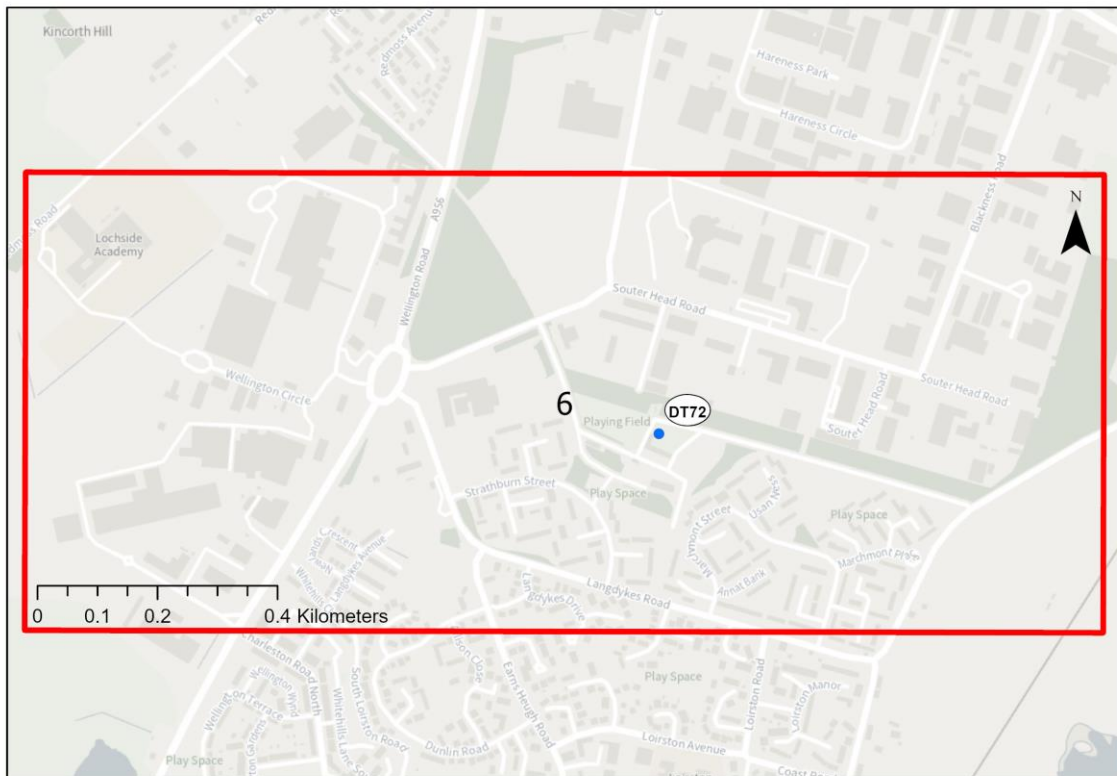 Kincorth Hill
Redmoss Avenue
Hareness Park
Hareness Circle
Blackness Road
N
Lochside
Academy
Wellington Road
A956
Souter Head Road
Wellington Circle
6
DT72
Playing Field
Souter Head Road
Souter Head Road
Strathburn Street
Play Space
Usan Ness
Marchmont Street
Play Space
Marchmont Place
Annat Bank
Langdykes Avenue
Langdykes Road
Langdykes Drive
0 0.1 0.2 0.4 Kilometers
Charleston Road North
South Loirston Road
Earns Heugh Road
Play Space
Loirston Road
Loirston Manor
Wellington Terrace
Dunlin Road
Loirston Avenue
Play Space